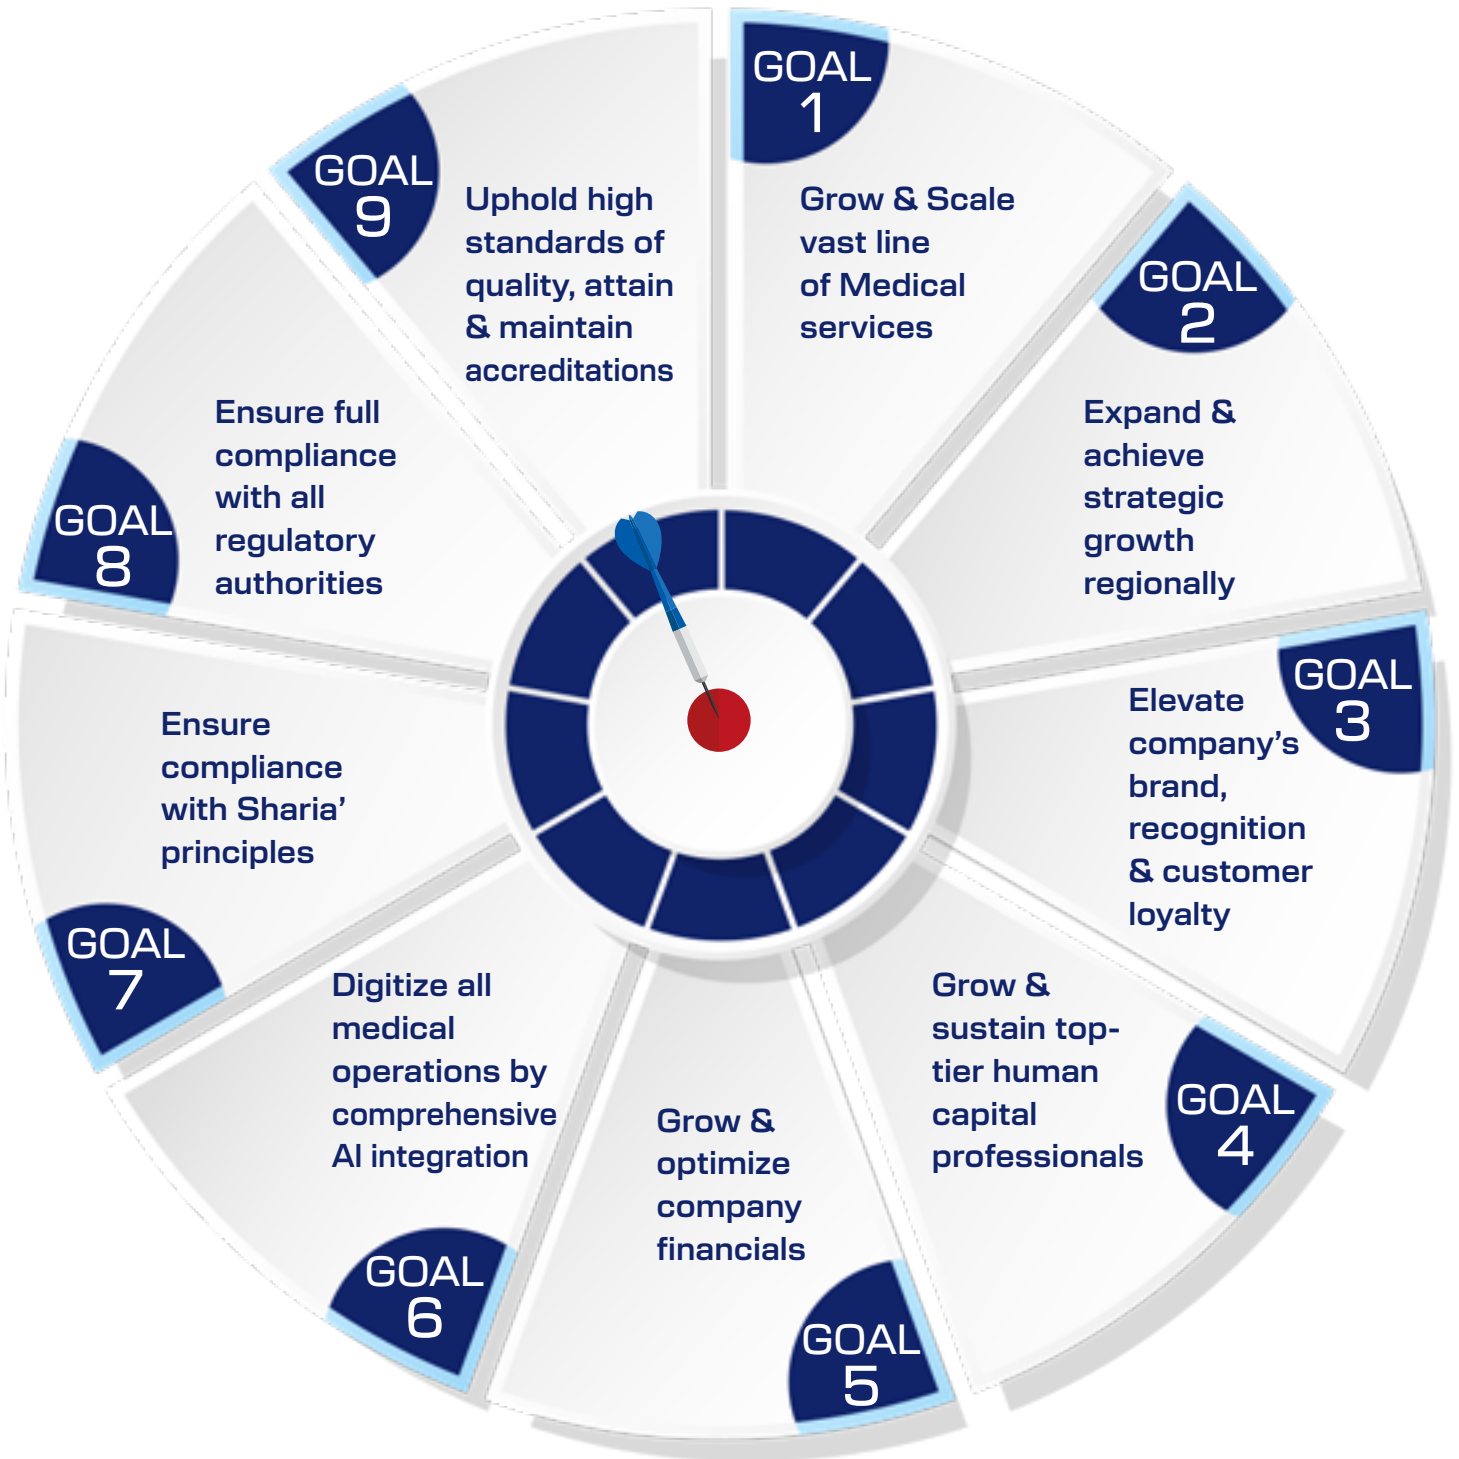 GOAL
1
Grow & Scale
vast line
of Medical
services
GOAL
2
Expand &
achieve
strategic
growth
regionally
GOAL
3
Elevate
company’s
brand,
recognition
& customer
loyalty
GOAL
4
Grow &
sustain top-
tier human
capital
professionals
GOAL
5
Grow &
optimize
company
financials
GOAL
6
Digitize all
medical
operations by
comprehensive
AI integration
GOAL
7
Ensure
compliance
with Sharia’
principles
GOAL
8
Ensure full
compliance
with all
regulatory
authorities
GOAL
9
Uphold high
standards of
quality, attain
& maintain
accreditations